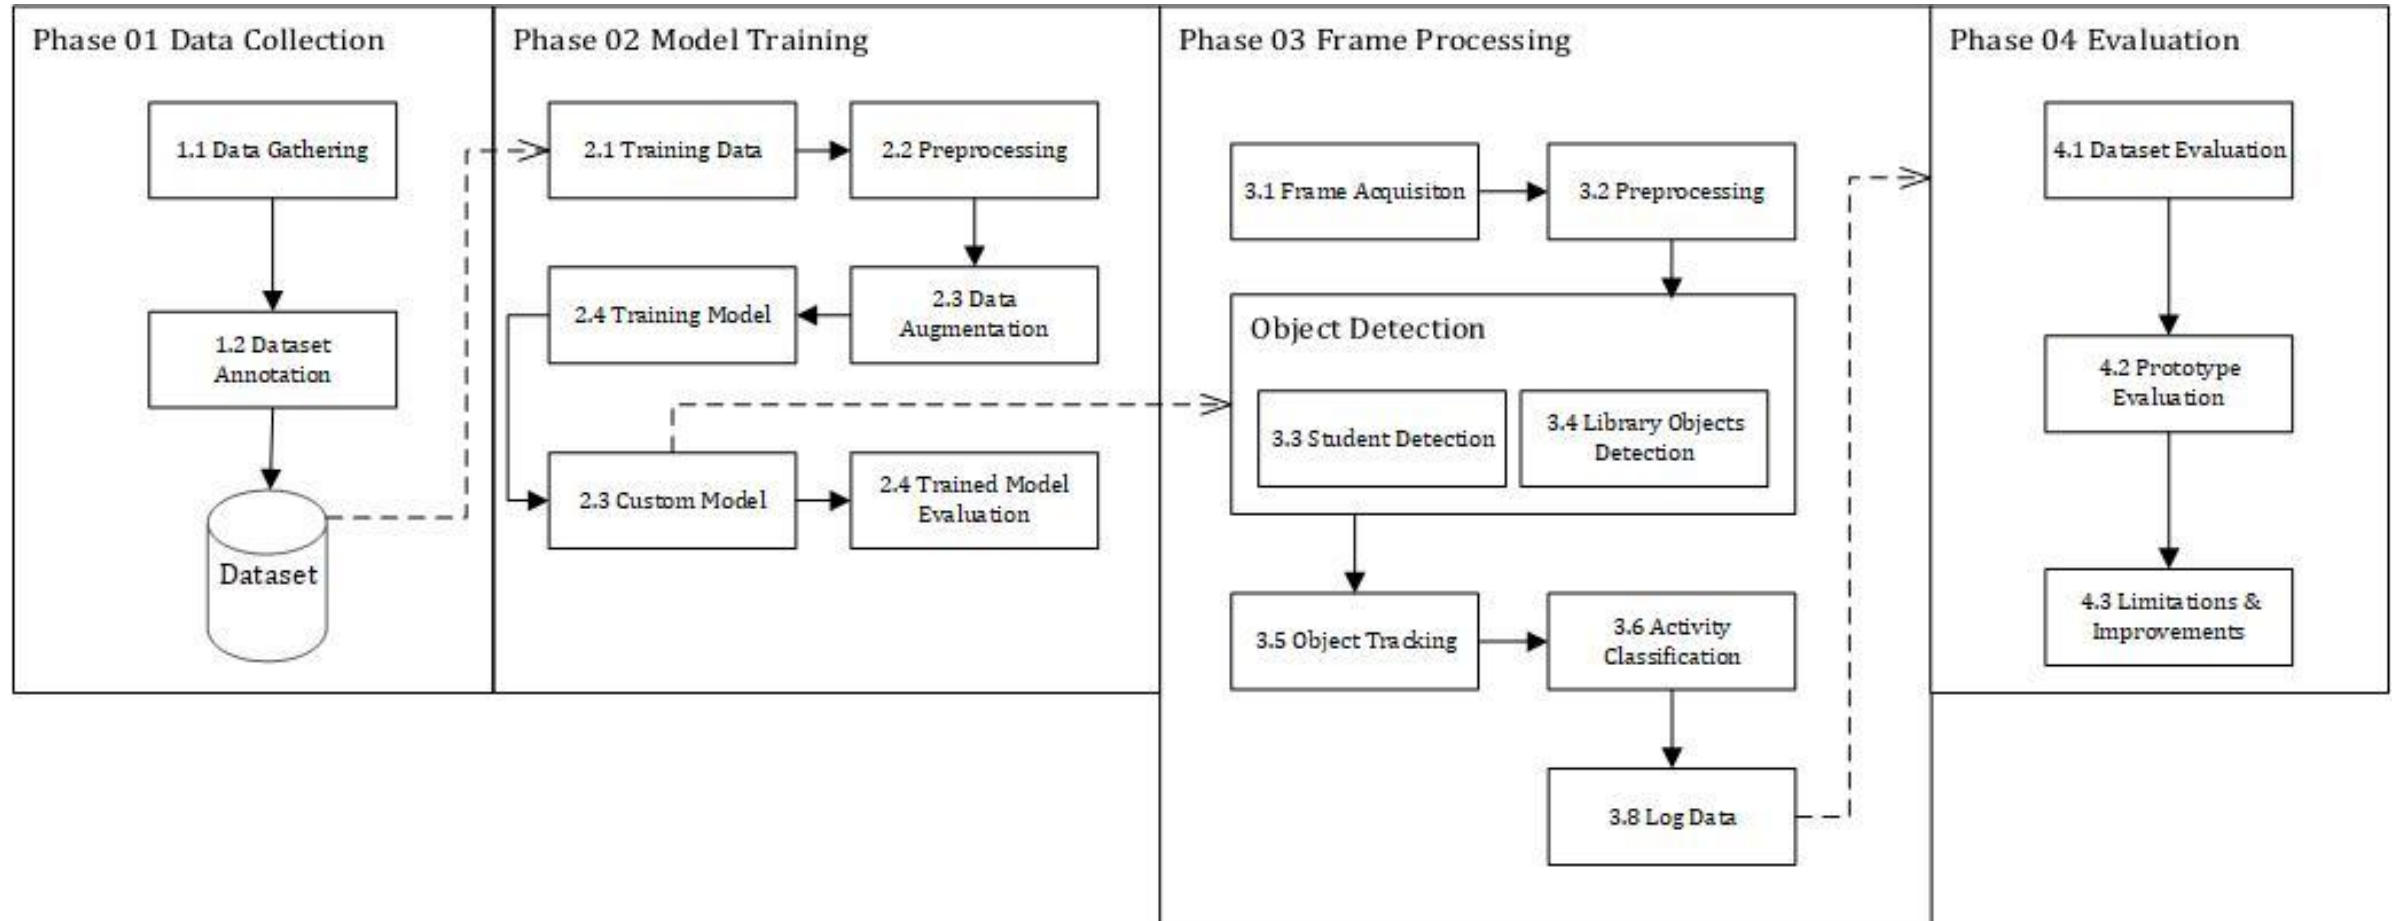 Phase 01 Data Collection
1.1 Data Gathering
1.2 Dataset
Annotation
Dataset
Phase 02 Model Training
2.1 Training Data
2.2 Preprocessing
2.4 Training Model
2.3 Data
Augmentation
2.3 Custom Model
2.4 Trained Model
Evaluation
Phase 03 Frame Processing
3.1 Frame Acquisiton
3.2 Preprocessing
Object Detection
3.3 Student Detection
3.4 Library Objects
Detection
3.5 Object Tracking
3.6 Activity
Classification
3.8 Log Data
Phase 04 Evaluation
4.1 Dataset Evaluation
4.2 Prototype
Evaluation
4.3 Limitations &
Improvements